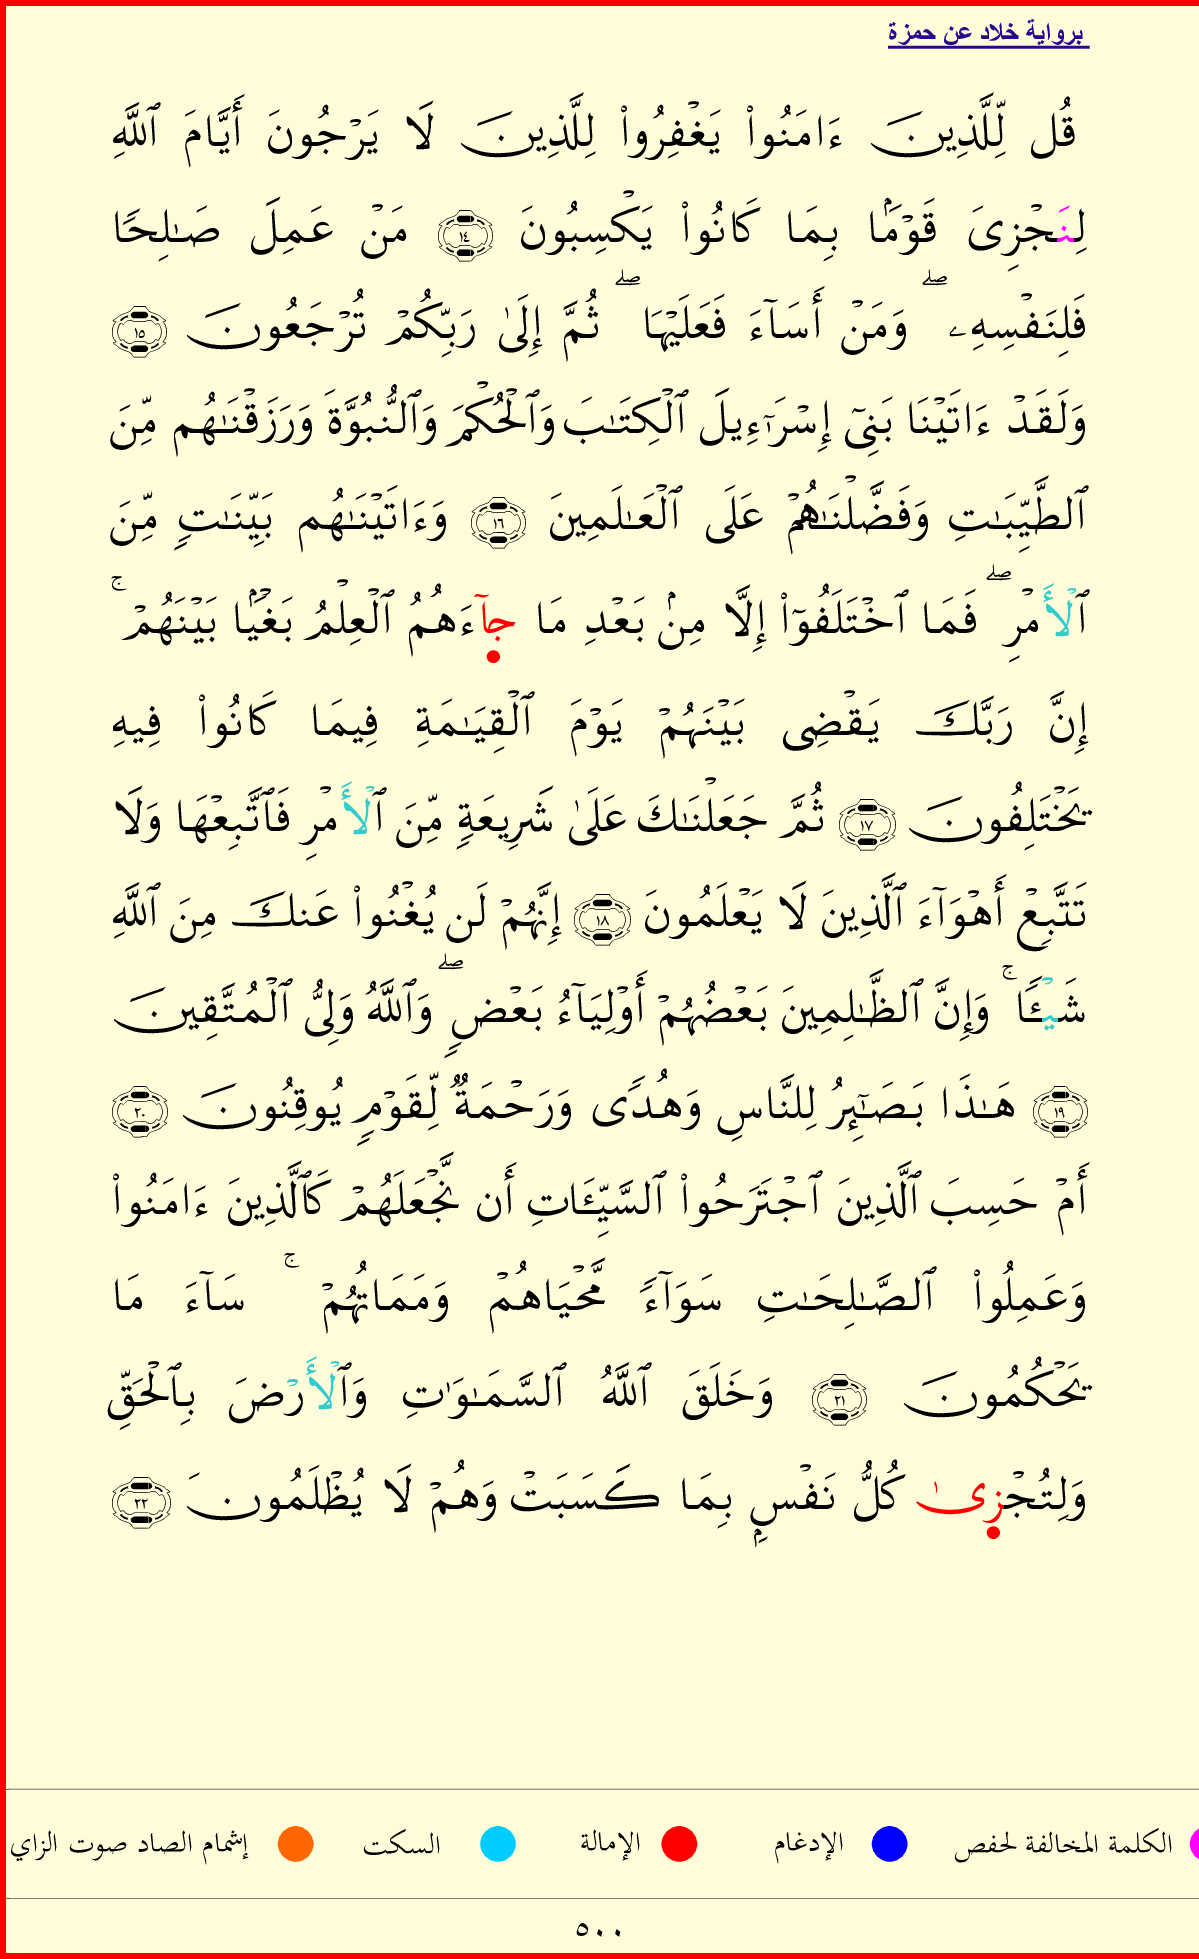 برواية خلاد عن حمزة
قُل لِّلَّذِينَ ءَامَنُوا۟ يَغْفِرُوا۟ لِلَّذِينَ لَا يَرْجُونَ أَيَّامَ ٱللَّهِ
لِنَجْزِىَ قَوْمًۢا بِمَا كَانُوا۟ يَكْسِبُونَ ١٤ مَنْ عَمِلَ صَـٰلِحًا
فَلِنَفْسِهِۦ ۖ وَمَنْ أَسَآءَ فَعَلَيْهَا ۖ ثُمَّ إِلَىٰ رَبِّكُمْ تُرْجَعُونَ ١٥
وَلَقَدْ ءَاتَيْنَا بَنِىٓ إِسْرَٰٓءِيلَ ٱلْكِتَـٰبَ وَٱلْحُكْمَ وَٱلنُّبُوَّةَ وَرَزَقْنَـٰهُم مِّنَ
ٱلطَّيِّبَـٰتِ وَفَضَّلْنَـٰهُمْ عَلَى ٱلْعَـٰلَمِينَ ١٦ وَءَاتَيْنَـٰهُم بَيِّنَـٰتٍ مِّنَ
ٱلْأَمْرِ ۖ فَمَا ٱخْتَلَفُوٓا۟ إِلَّا مِنۢ بَعْدِ مَا جَآءَهُمُ ٱلْعِلْمُ بَغْيًۢا بَيْنَهُمْ ۚ
إِنَّ رَبَّكَ يَقْضِى بَيْنَهُمْ يَوْمَ ٱلْقِيَـٰمَةِ فِيمَا كَانُوا۟ فِيهِ
يَخْتَلِفُونَ ١٧ ثُمَّ جَعَلْنَـٰكَ عَلَىٰ شَرِيعَةٍ مِّنَ ٱلْأَمْرِ فَٱتَّبِعْهَا وَلَا
تَتَّبِعْ أَهْوَآءَ ٱلَّذِينَ لَا يَعْلَمُونَ ١٨ إِنَّهُمْ لَن يُغْنُوا۟ عَنكَ مِنَ ٱللَّهِ
شَيْـًٔا ۚ وَإِنَّ ٱلظَّـٰلِمِينَ بَعْضُهُمْ أَوْلِيَآءُ بَعْضٍ ۖ وَٱللَّهُ وَلِىُّ ٱلْمُتَّقِينَ
١٩ هَـٰذَا بَصَـٰٓئِرُ لِلنَّاسِ وَهُدًى وَرَحْمَةٌ لِّقَوْمٍ يُوقِنُونَ ٢٠
أَمْ حَسِبَ ٱلَّذِينَ ٱجْتَرَحُوا۟ ٱلسَّيِّـَٔاتِ أَن نَّجْعَلَهُمْ كَٱلَّذِينَ ءَامَنُوا۟
وَعَمِلُوا۟ ٱلصَّـٰلِحَـٰتِ سَوَآءً مَّحْيَاهُمْ وَمَمَاتُهُمْ ۚ سَآءَ مَا
يَحْكُمُونَ ٢١ وَخَلَقَ ٱللَّهُ ٱلسَّمَـٰوَٰتِ وَٱلْأَرْضَ بِٱلْحَقِّ
وَلِتُجْزَىٰ كُلُّ نَفْسٍۭ بِمَا كَسَبَتْ وَهُمْ لَا يُظْلَمُونَ ٢٢
الكلمة المخالفة لحفص الإدغام الإمالة السكت إشمام الصاد صوت الزاي
٥٠٠